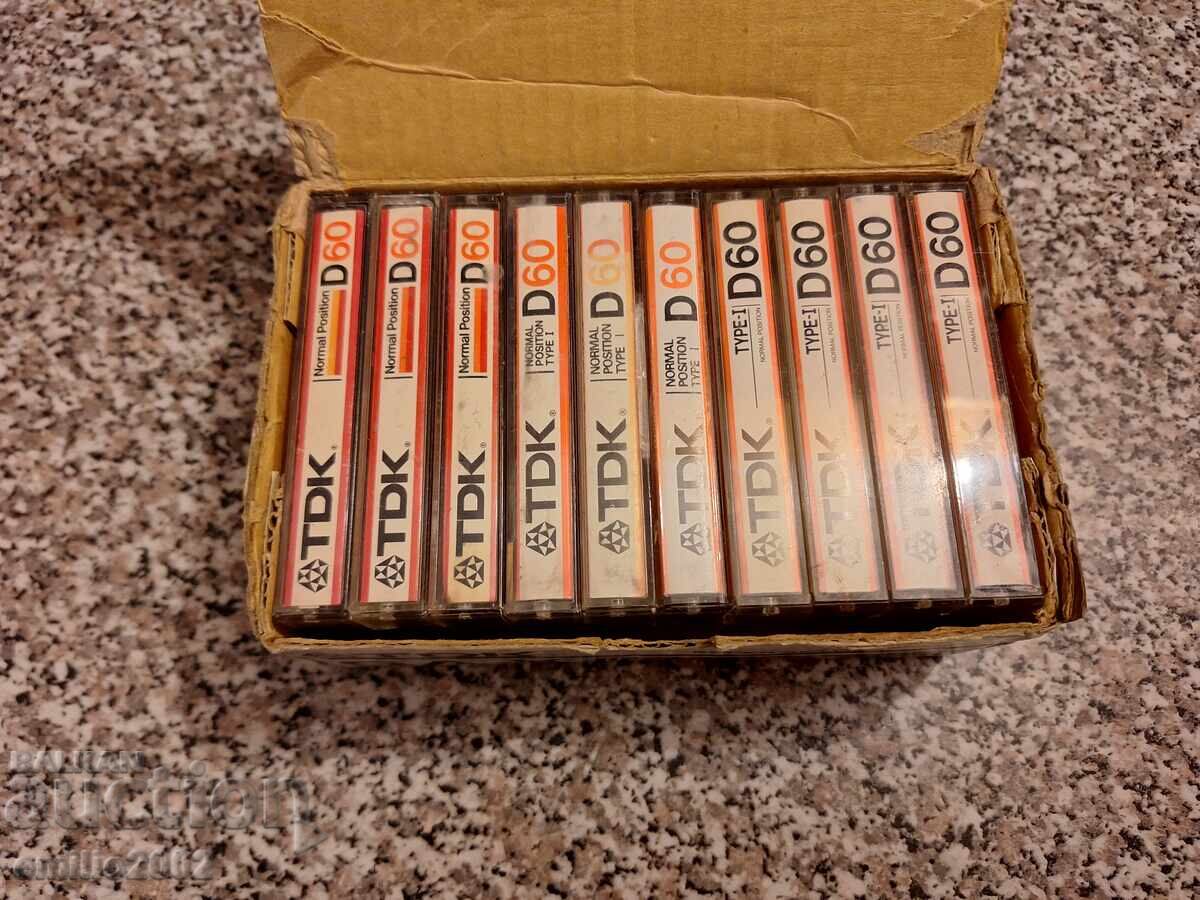 TDK Normal Position D60
TDK Normal Position D60
TDK® Normal Position D60
TDK® NORMAL POSITION TYPE I D60
TDK® NORMAL POSITION TYPE I D60
TDK® NORMAL POSITION TYPE I D60
TDK® TYPE-I NORMAL POSITION D60
TDK® TYPE-I NORMAL POSITION D60
TDK TYPE-I NORMAL POSITION D60
TDK TYPE-I NORMAL POSITION D60
BALKAN
auction
emilio2002